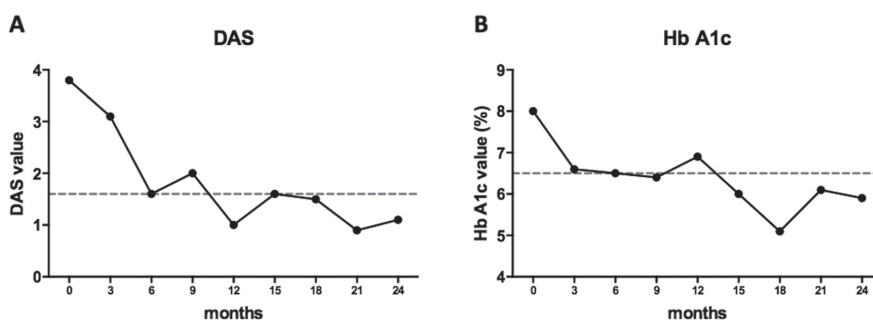 A
DAS
DAS value
4
3
2
1
0
0 3 6 9 12 15 18 21 24
months
B
Hb A1c
Hb A1c value (%)
9
8
7
6
5
4
0 3 6 9 12 15 18 21 24
months